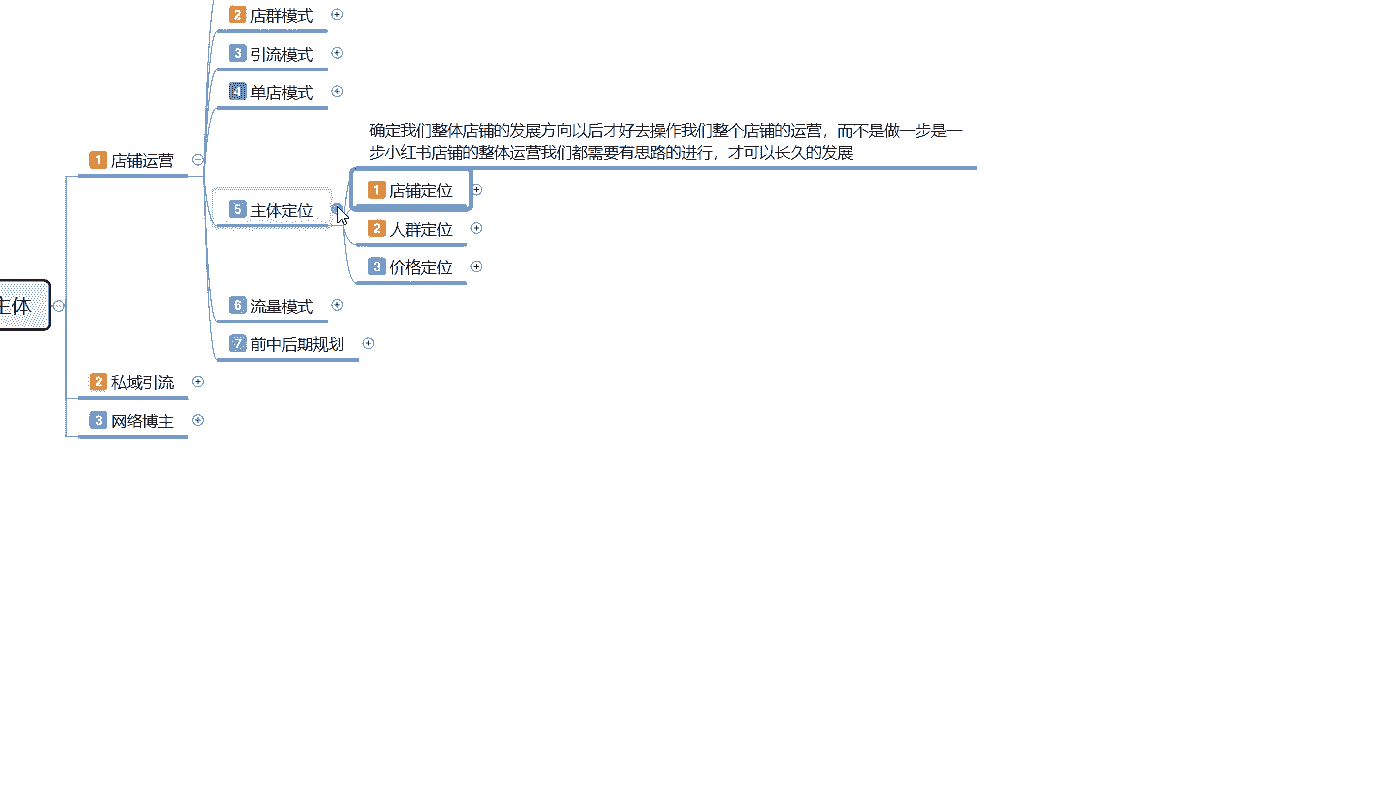 2 店群模式
3 引流模式
4 单店模式
确定我们整体店铺的发展方向以后才好去操作我们整个店铺的运营，而不是做一步是一
步小红书店铺的整体运营我们都需要有思路的进行，才可以长久的发展
1 店铺运营
1 店铺定位
5 主体定位
2 人群定位
3 价格定位
主体
6 流量模式
7 前中后期规划
2 私域引流
3 网络博主